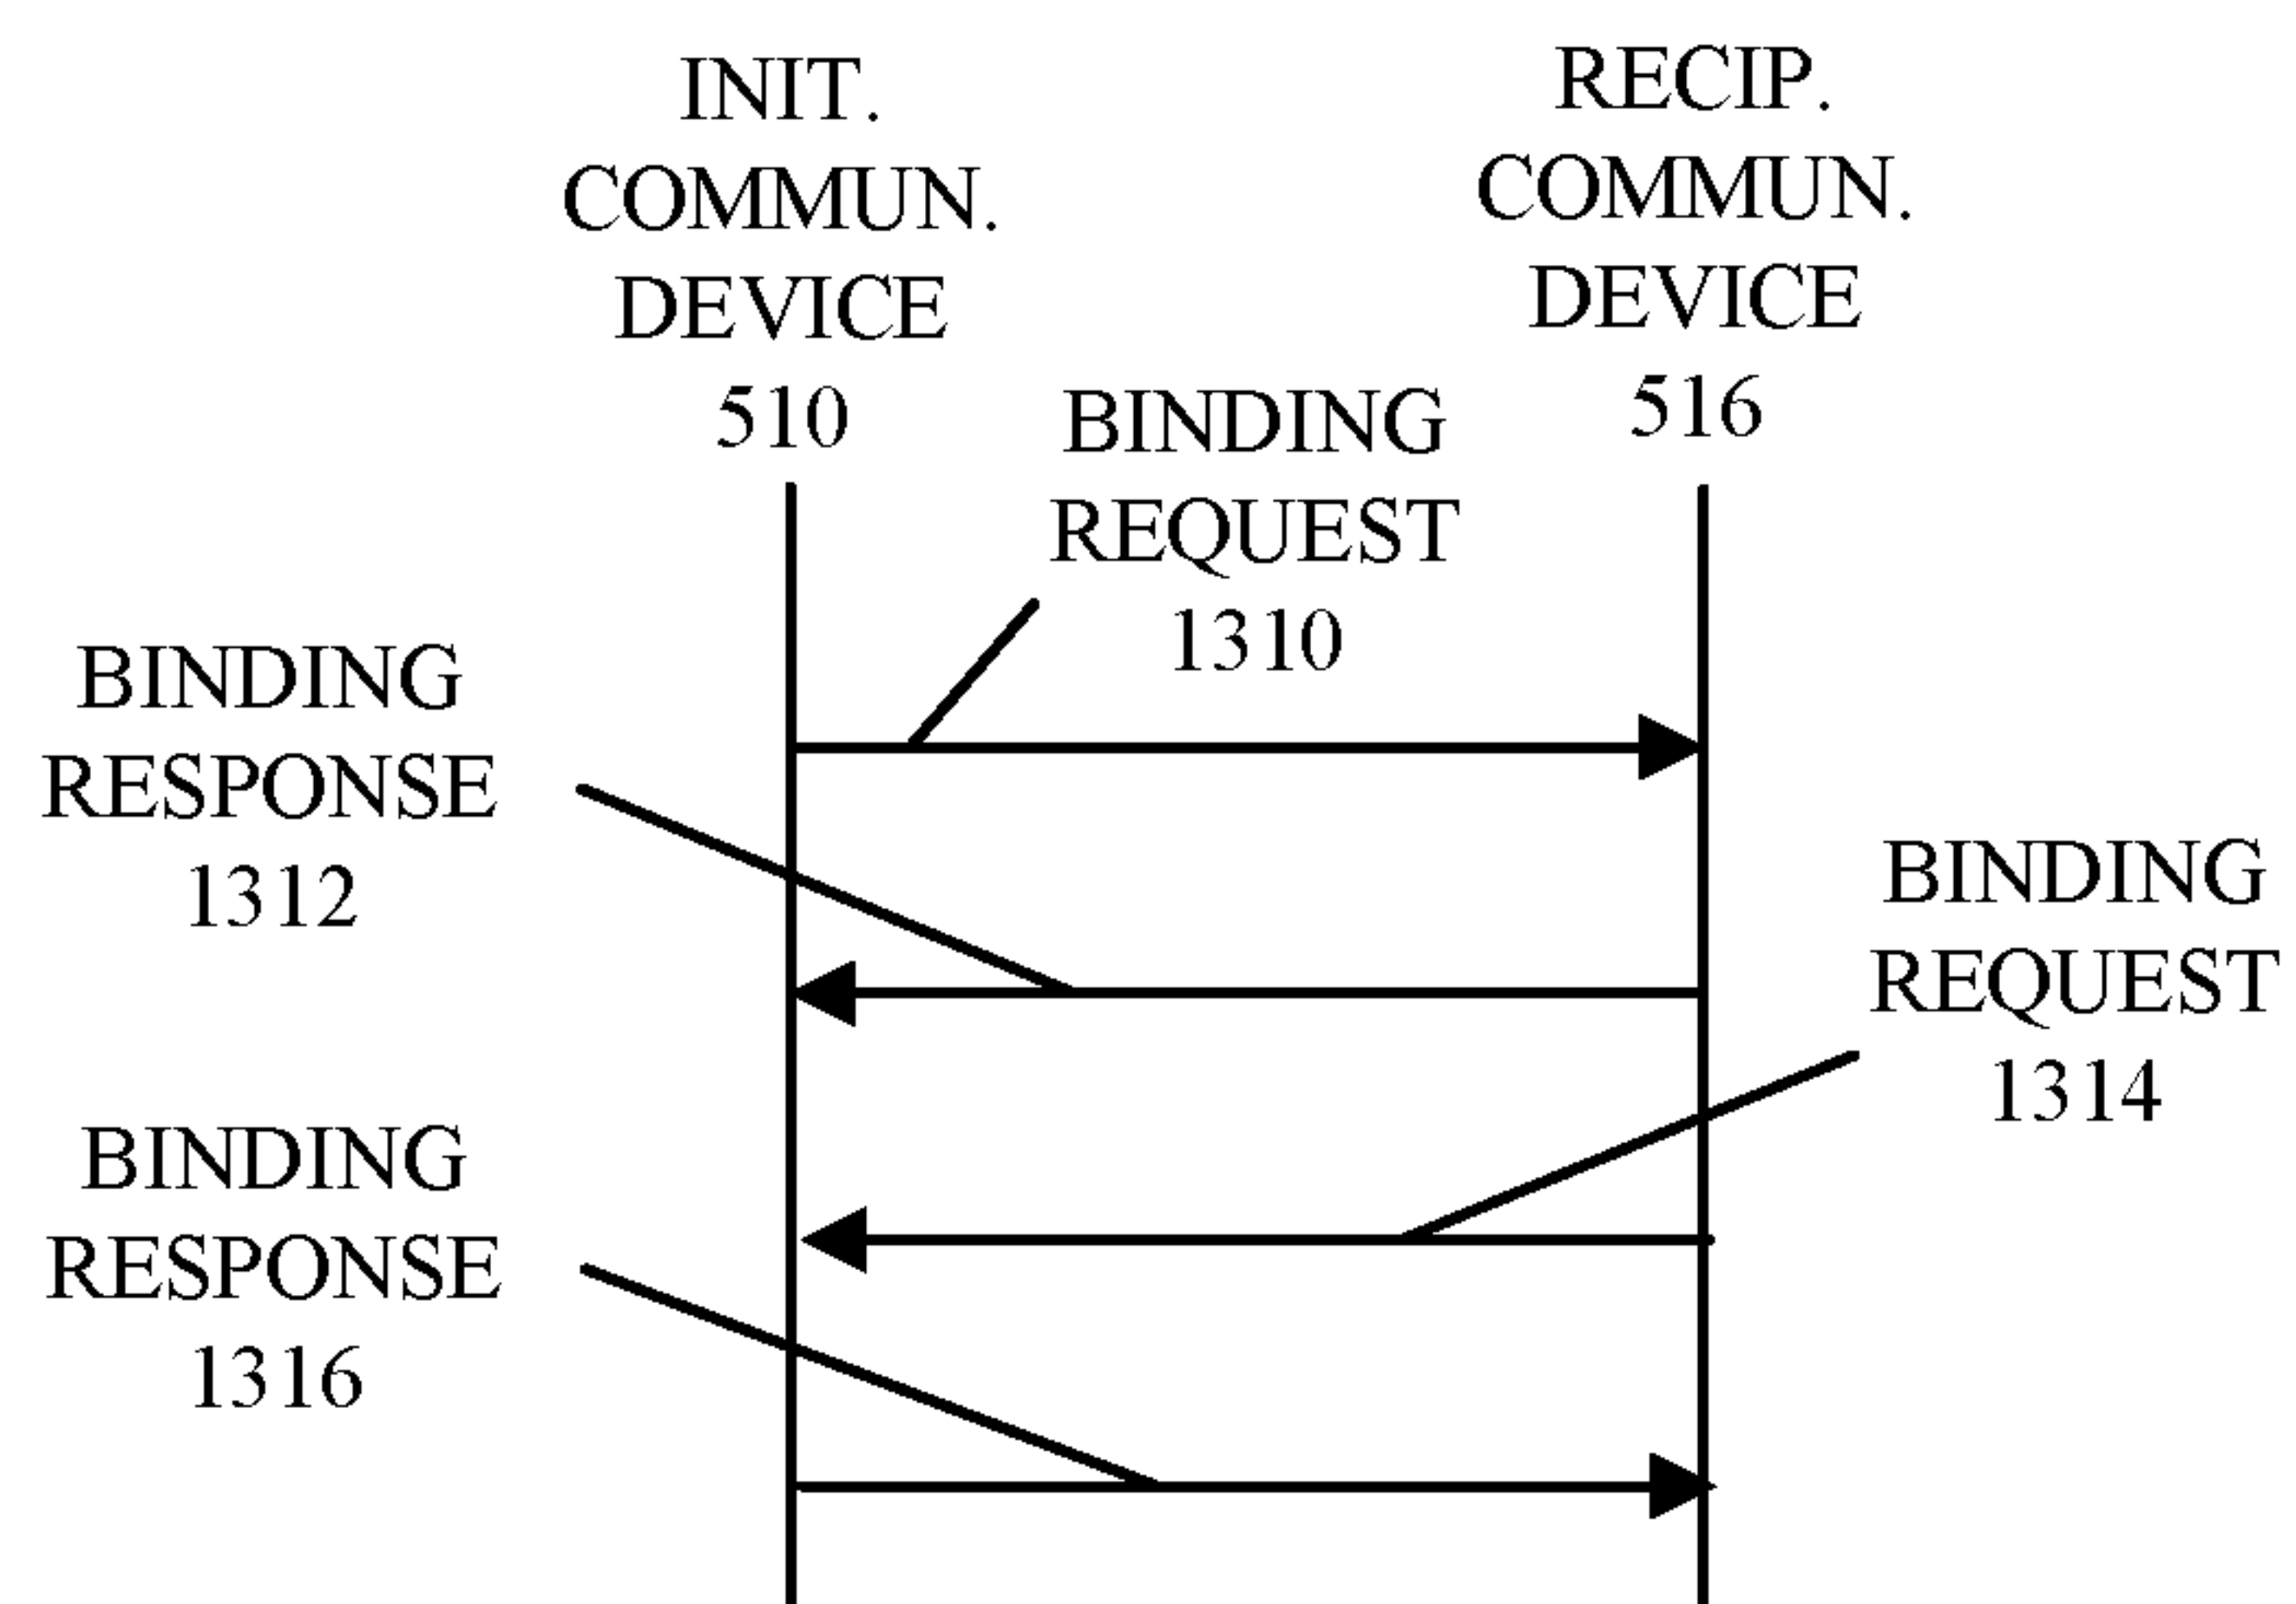 INIT.
COMMUN.
DEVICE
510
RECIP.
COMMUN.
DEVICE
516
BINDING
REQUEST
1310
BINDING
RESPONSE
1312
BINDING
REQUEST
1314
BINDING
RESPONSE
1316